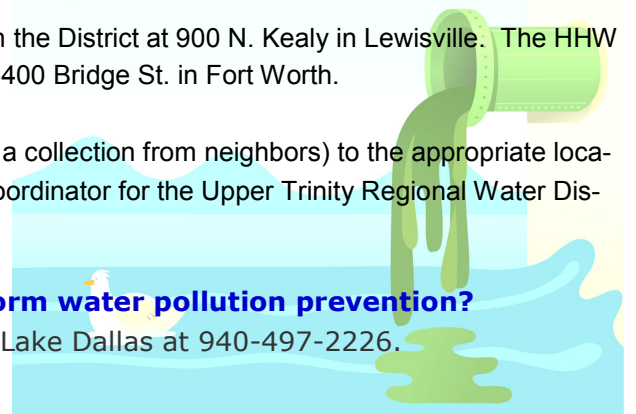 n the District at 900 N. Kealy in Lewisville. The HHW
400 Bridge St. in Fort Worth.
a collection from neighbors) to the appropriate loca-
oordinator for the Upper Trinity Regional Water Dis-
orm water pollution prevention?
Lake Dallas at 940-497-2226.